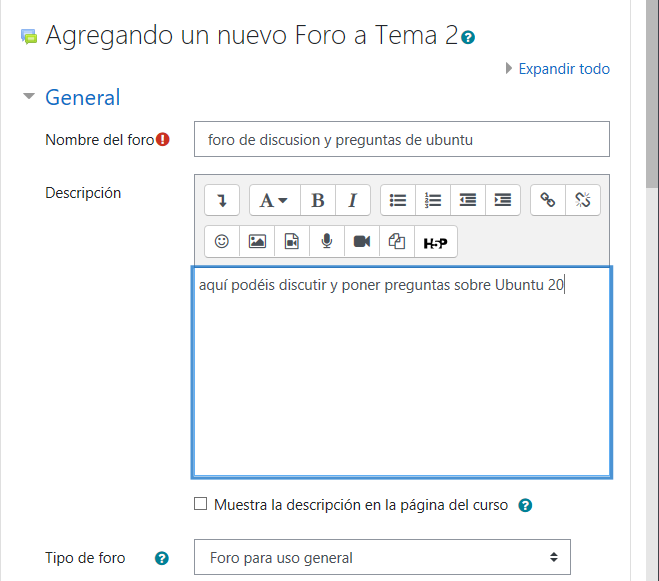 Agregando un nuevo Foro a Tema 2
Expandir todo
General
Nombre del foro
foro de discusion y preguntas de ubuntu
Descripción
A B I
H5P
aquí podéis discutir y poner preguntas sobre Ubuntu 20
Muestra la descripción en la página del curso
Tipo de foro
Foro para uso general